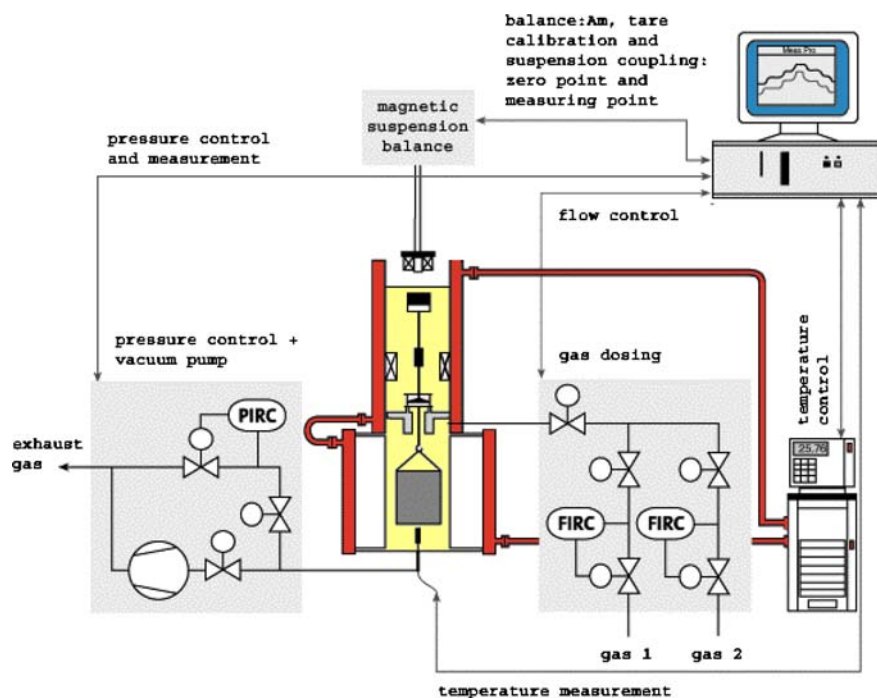 balance:Am, tare
calibration and
suspension coupling:
zero point and
measuring point
Meas Pro
magnetic
suspension
balance
pressure control
and measurement
flow control
pressure control +
vacuum pump
gas dosing
temperature
control
PIRC
exhaust
gas
25.76
FIRC
FIRC
gas 1
gas 2
temperature measurement